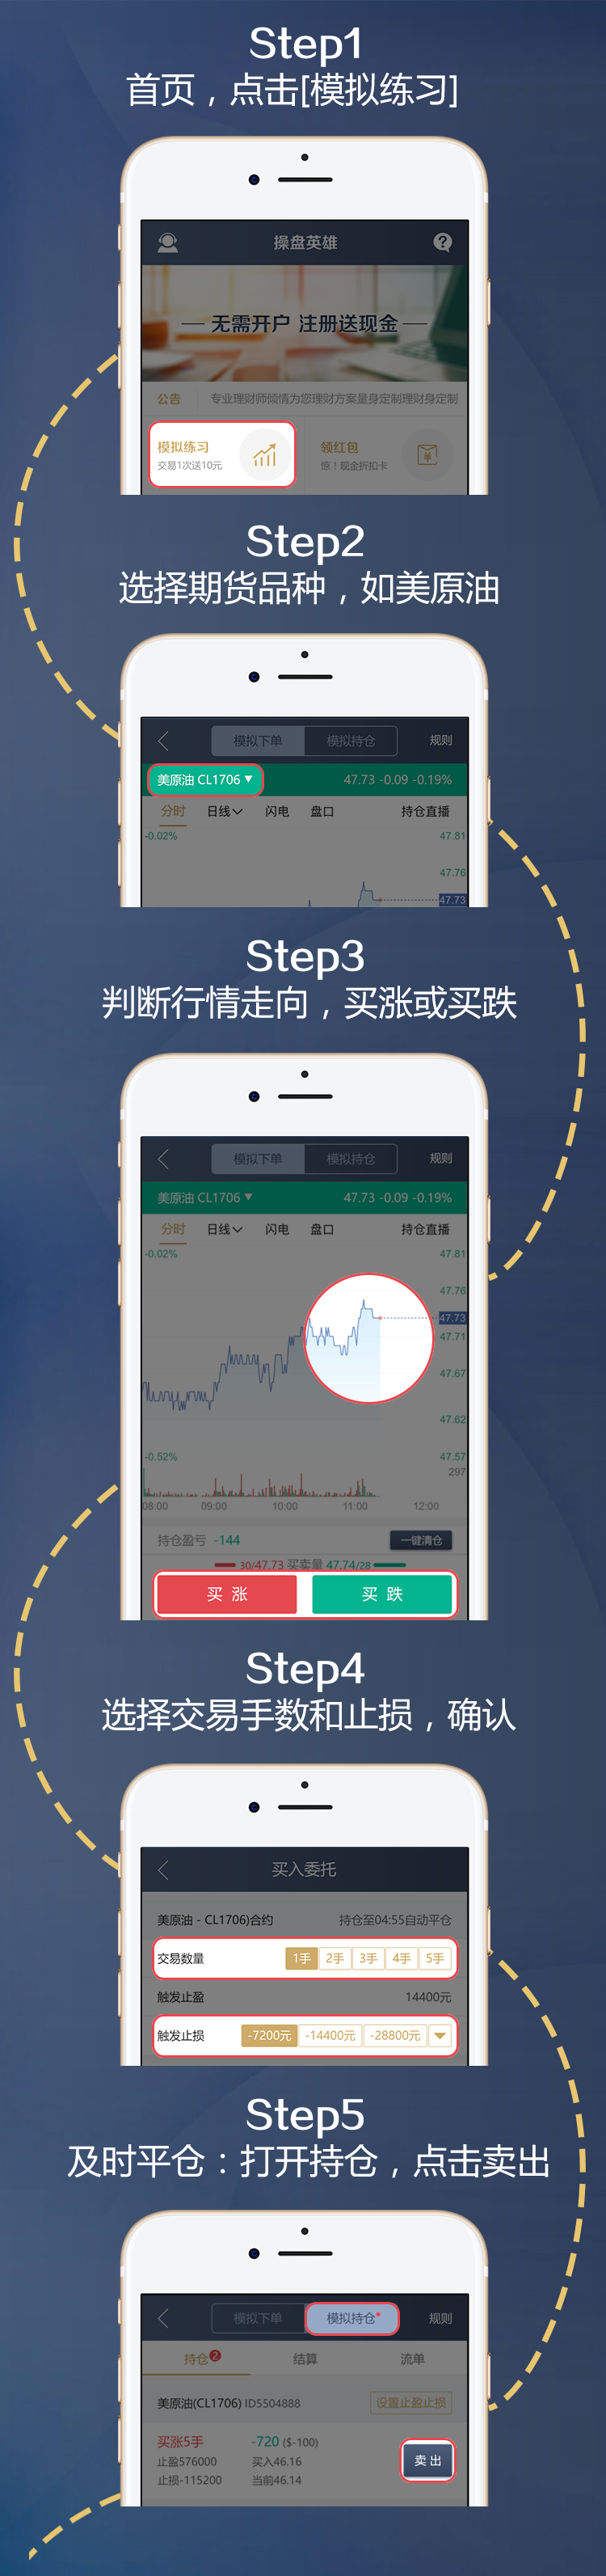 Step1
首页，点击[模拟练习]
操盘英雄
?
无需开户 注册送现金
公告 专业理财师倾情为您理财方案量身定制理财身定制
模拟练习
交易1次送10元
领红包
惊！现金折扣卡
Step2
选择期货品种，如美原油
模拟下单 模拟持仓 规则
美原油 CL1706 ▼ 47.73 -0.09 -0.19%
分时 日线 闪电 盘口 持仓直播
-0.02% 47.81
47.76
47.73
Step3
判断行情走向，买涨或买跌
模拟下单 模拟持仓 规则
美原油 CL1706 ▼ 47.73 -0.09 -0.19%
分时 日线 闪电 盘口 持仓直播
-0.02% 47.81
47.76
47.73
47.71
47.67
47.62
-0.52% 47.57
297
08:00 09:00 10:00 11:00 12:00
持仓盈亏 -144 一键清仓
30/47.73 买卖量 47.74/28
买 涨 买 跌
Step4
选择交易手数和止损，确认
买入委托
美原油 - CL1706)合约 持仓至04:55自动平仓
交易数量 1手 2手 3手 4手 5手
触发止盈 14400元
触发止损 -7200元 -14400元 -28800元
Step5
及时平仓：打开持仓，点击卖出
模拟下单 模拟持仓 规则
持仓 2 结算 流单
美原油(CL1706) ID5504888 设置止盈止损
买涨5手 -720 ($-100)
止盈576000 买入46.16
止损-115200 当前46.14
卖 出